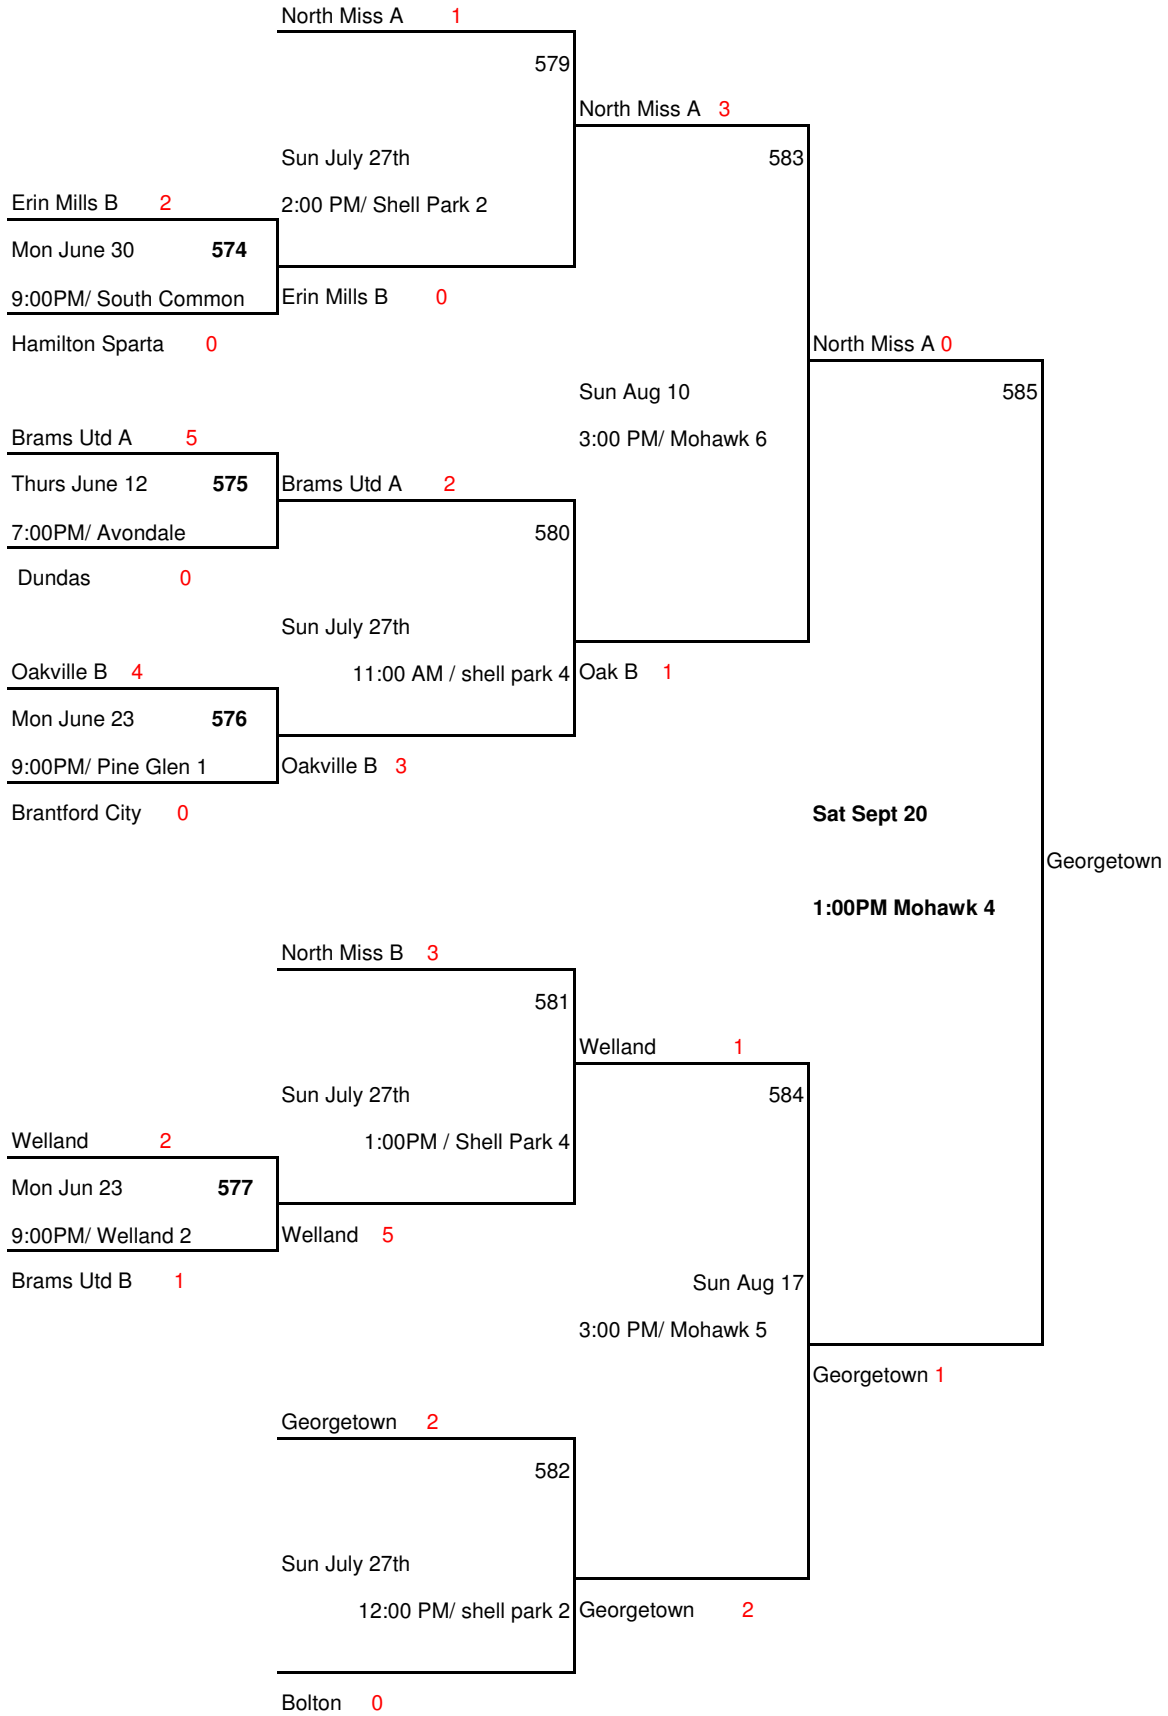 North Miss A 1
579
North Miss A 3
Sun July 27th 583
Erin Mills B 2 2:00 PM/ Shell Park 2
Mon June 30 574
9:00PM/ South Common Erin Mills B 0
Hamilton Sparta 0 North Miss A 0
Sun Aug 10 585
Brams Utd A 5 3:00 PM/ Mohawk 6
Thurs June 12 575 Brams Utd A 2
7:00PM/ Avondale 580
Dundas 0
Sun July 27th
Oakville B 4 11:00 AM / shell park 4 Oak B 1
Mon June 23 576
9:00PM/ Pine Glen 1 Oakville B 3
Brantford City 0 Sat Sept 20
Georgetown
1:00PM Mohawk 4
North Miss B 3
581
Welland 1
Sun July 27th 584
Welland 2 1:00PM / Shell Park 4
Mon Jun 23 577
9:00PM/ Welland 2 Welland 5
Brams Utd B 1 Sun Aug 17
3:00 PM/ Mohawk 5
Georgetown 1
Georgetown 2
582
Sun July 27th
12:00 PM/ shell park 2 Georgetown 2
Bolton 0